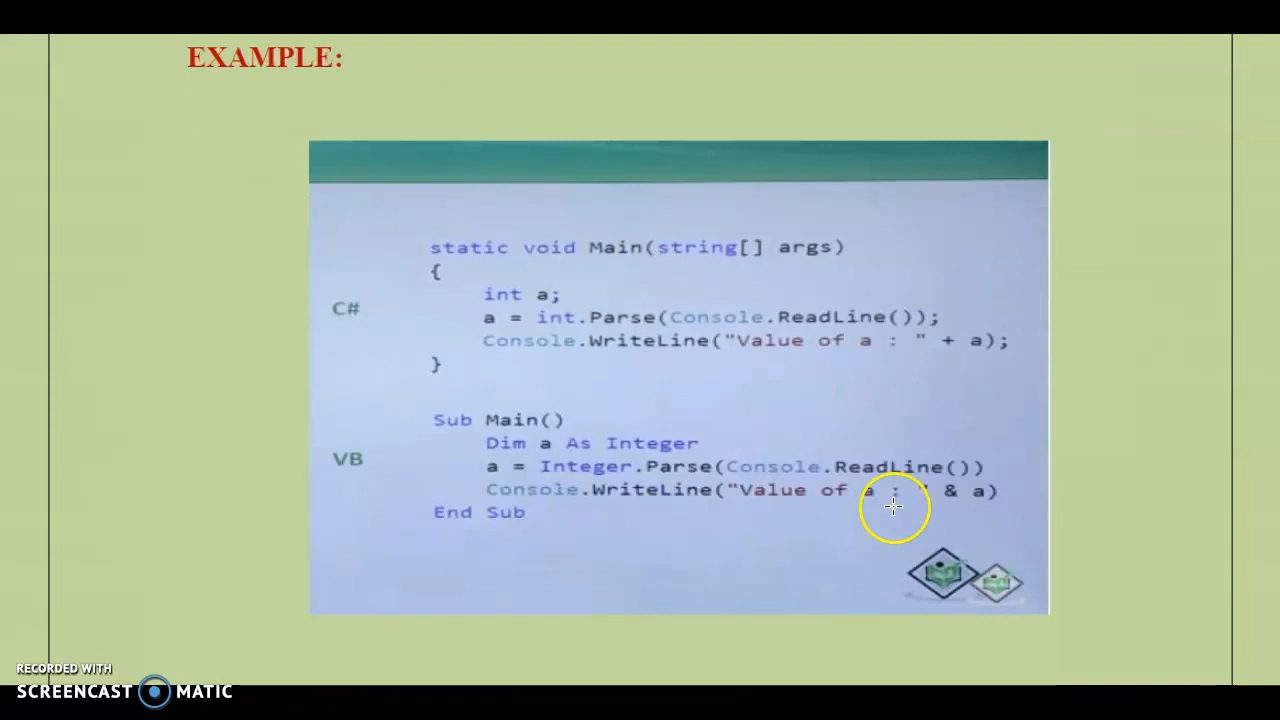 EXAMPLE:
static void Main(string[] args)
{
int a;
C#
a = int.Parse(Console.ReadLine());
Console.WriteLine("Value of a : " + a);
}
Sub Main()
Dim a As Integer
VB
a = Integer.Parse(Console.ReadLine())
Console.WriteLine("Value of a : " & a)
End Sub
RECORDED WITH
SCREENCAST MATIC